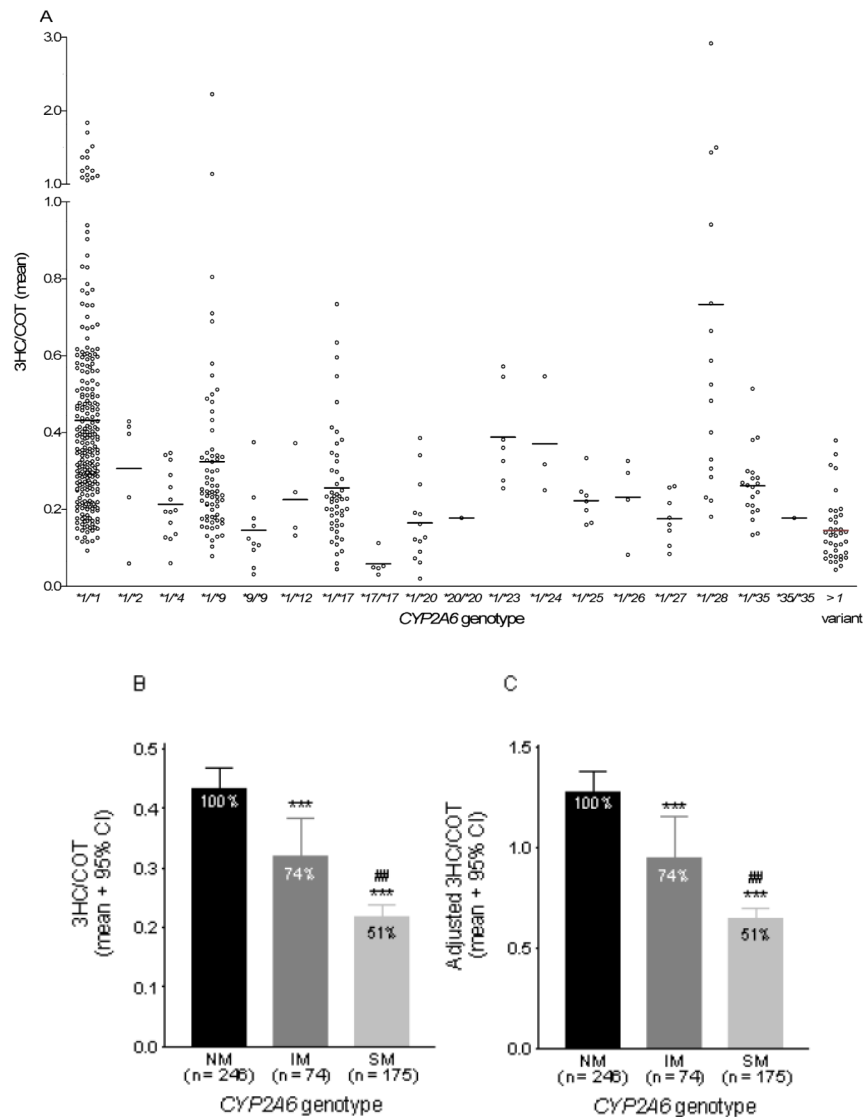 A
3.0
2.0
1.0
1.0
0.8
0.6
0.4
0.2
0.0
3HC/COT (mean)
*1/*1 *1/*2 *1/*4 *1/*9 *9/*9 *1/*12 *1/*17 *17/*17 *1/*20 *20/*20 *1/*23 *1/*24 *1/*25 *1/*26 *1/*27 *1/*28 *1/*35 *35/*35 > 1
variant
CYP2A6 genotype
B
0.5
0.4
0.3
0.2
0.1
0.0
3HC/COT
(mean + 95% CI)
100%
***
74%
##
***
51%
NM IM SM
(n = 246) (n = 74) (n = 175)
CYP2A6 genotype
C
1.5
1.0
0.5
0.0
Adjusted 3HC/COT
(mean + 95% CI)
100%
***
74%
##
***
51%
NM IM SM
(n = 246) (n = 74) (n = 175)
CYP2A6 genotype